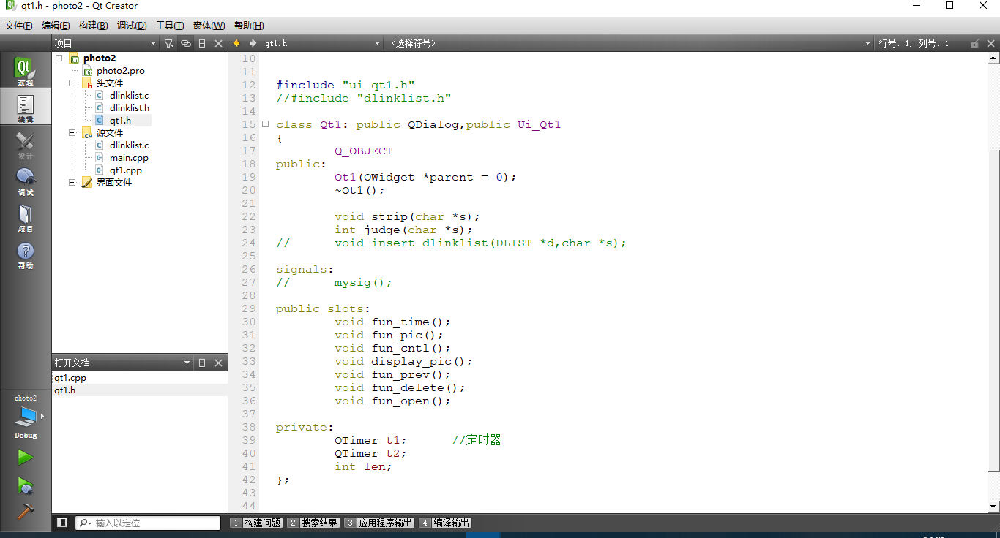 qt1.h - photo2 - Qt Creator
文件(F) 编辑(E) 构建(B) 调试(D) 工具(T) 窗体(W) 帮助(H)
项目
qt1.h
<选择符号>
行号: 1, 列号: 1
Qt
欢迎
编辑
设计
调试
项目
帮助
photo2
Debug
photo2
photo2.pro
头文件
dlinklist.c
dlinklist.h
qt1.h
源文件
dlinklist.c
main.cpp
qt1.cpp
界面文件
打开文档
qt1.cpp
qt1.h
10
11
12 #include "ui_qt1.h"
13 //#include "dlinklist.h"
14
15 class Qt1: public QDialog,public Ui_Qt1
16 {
17 Q_OBJECT
18 public:
19 Qt1(QWidget *parent = 0);
20 ~Qt1();
21
22 void strip(char *s);
23 int judge(char *s);
24 // void insert_dlinklist(DLIST *d,char *s);
25
26 signals:
27 // mysig();
28
29 public slots:
30 void fun_time();
31 void fun_pic();
32 void fun_cntl();
33 void display_pic();
34 void fun_prev();
35 void fun_delete();
36 void fun_open();
37
38 private:
39 QTimer t1; //定时器
40 QTimer t2;
41 int len;
42 };
43
44
输入以定位
1 构建问题 2 搜索结果 3 应用程序输出 4 编译输出